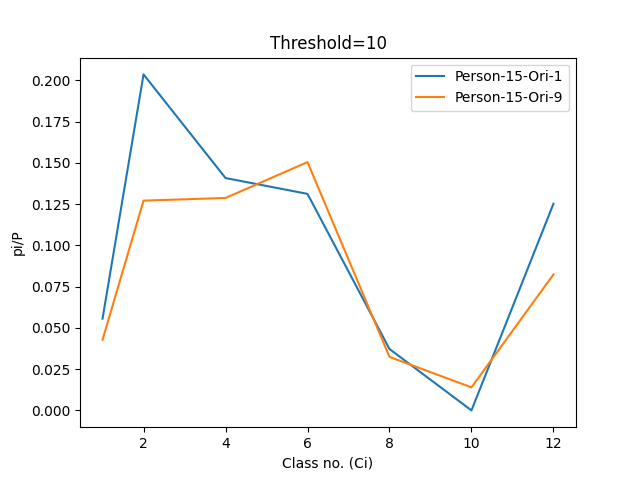 Threshold=10
Person-15-Ori-1
Person-15-Ori-9
0.200
0.175
0.150
0.125
0.100
0.075
0.050
0.025
0.000
pi/P
2 4 6 8 10 12
Class no. (Ci)